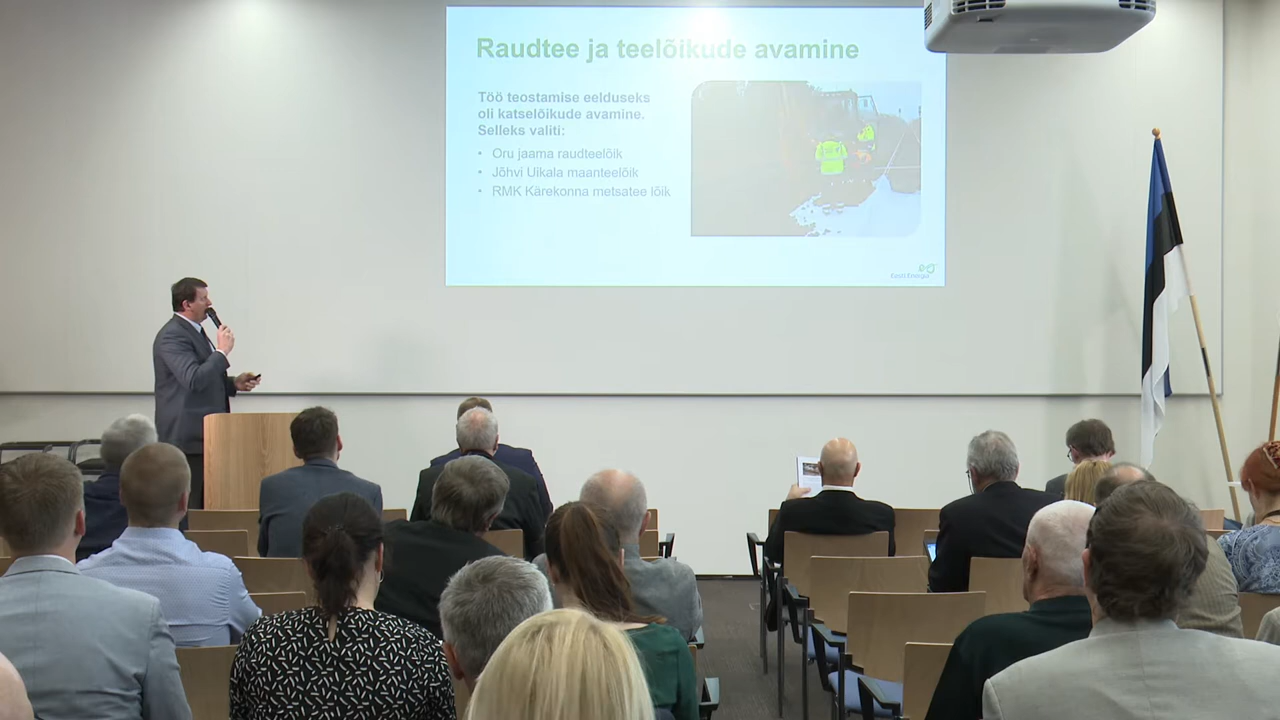 Raudtee ja teelõikude avamine
Töö teostamise eelduseks
oli katselõikude avamine.
Selleks valiti:
• Oru jaama raudteelõik
• Jõhvi Uikala maanteelõik
• RMK Kärekonna metsatee lõik
Eesti Energia